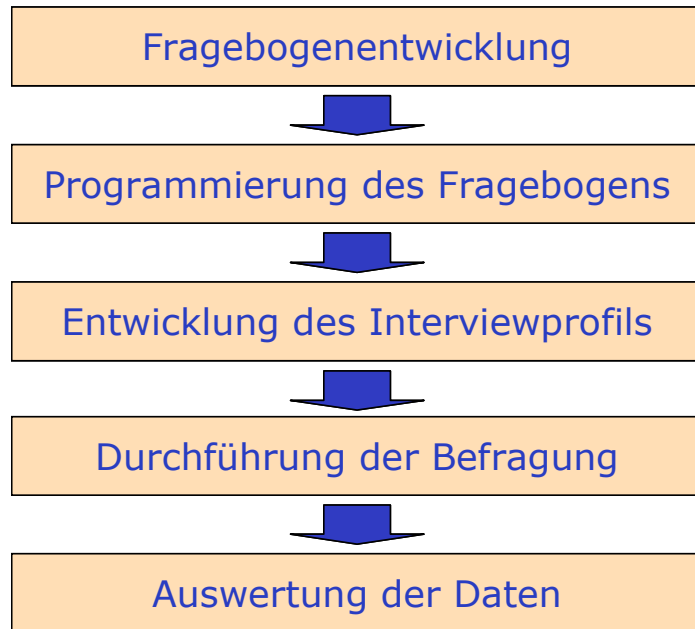 Fragebogenentwicklung
Programmierung des Fragebogens
Entwicklung des Interviewprofils
Durchführung der Befragung
Auswertung der Daten